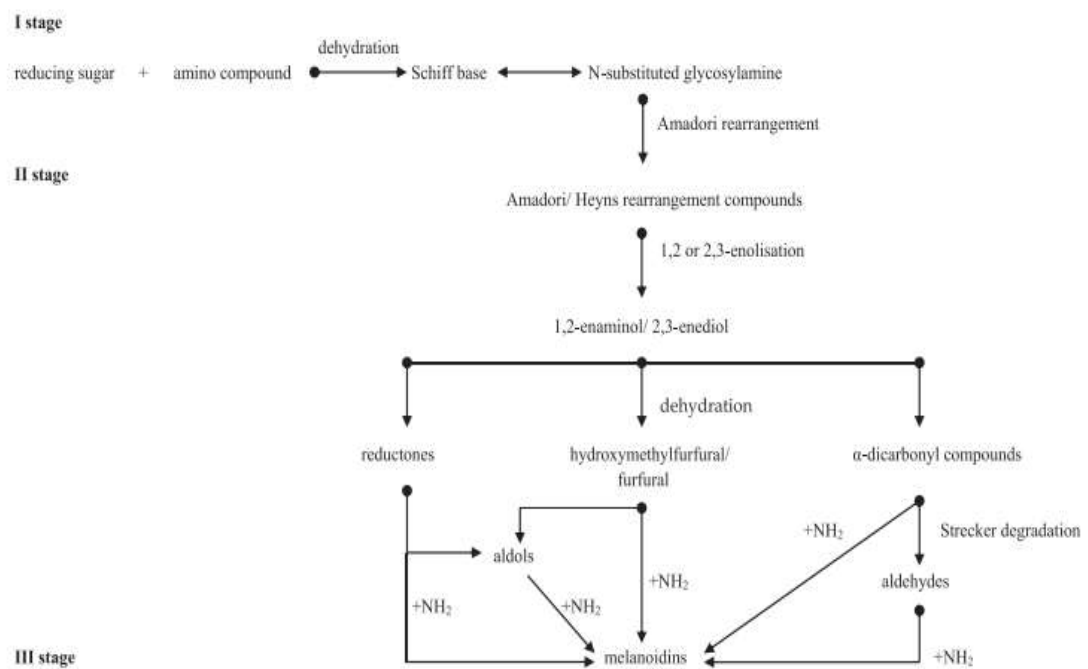 I stage
dehydration
reducing sugar + amino compound Schiff base N-substituted glycosylamine
Amadori rearrangement
II stage
Amadori/ Heyns rearrangement compounds
1,2 or 2,3-enolisation
1,2-enaminol/ 2,3-enediol
dehydration
reductones hydroxymethylfurfural/ α-dicarbonyl compounds
furfural
+NH₂ Strecker degradation
aldols
aldehydes
+NH₂ +NH₂ +NH₂
III stage melanoidins +NH₂